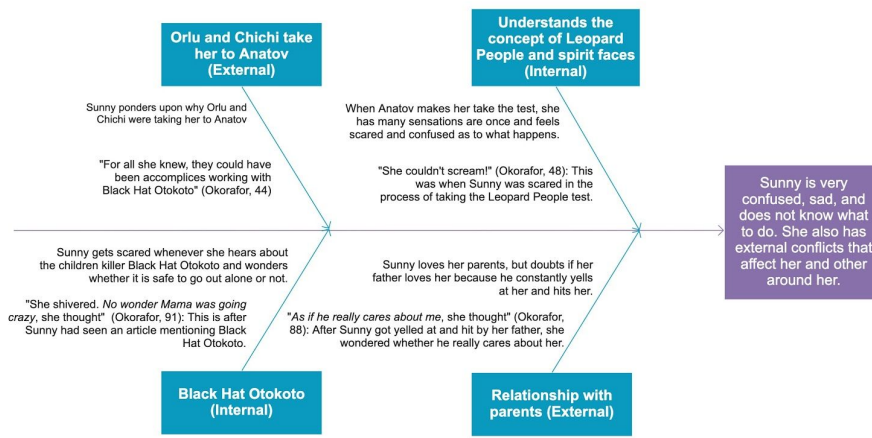 Orlu and Chichi take
her to Anatov
(External)
Understands the
concept of Leopard
People and spirit faces
(Internal)
Sunny ponders upon why Orlu and
Chichi were taking her to Anatov
"For all she knew, they could have
been accomplices working with
Black Hat Otokoto" (Okorafor, 44)
When Anatov makes her take the test, she
has many sensations are once and feels
scared and confused as to what happens.
"She couldn't scream!" (Okorafor, 48): This
was when Sunny was scared in the
process of taking the Leopard People test.
Sunny is very
confused, sad, and
does not know what
to do. She also has
external conflicts that
affect her and other
around her.
Sunny gets scared whenever she hears about
the children killer Black Hat Otokoto and wonders
whether it is safe to go out alone or not.
"She shivered. No wonder Mama was going
crazy, she thought" (Okorafor, 91): This is after
Sunny had seen an article mentioning Black
Hat Otokoto.
Sunny loves her parents, but doubts if her
father loves her because he constantly yells
at her and hits her.
"As if he really cares about me, she thought" (Okorafor,
88): After Sunny got yelled at and hit by her father, she
wondered whether he really cares about her.
Black Hat Otokoto
(Internal)
Relationship with
parents (External)